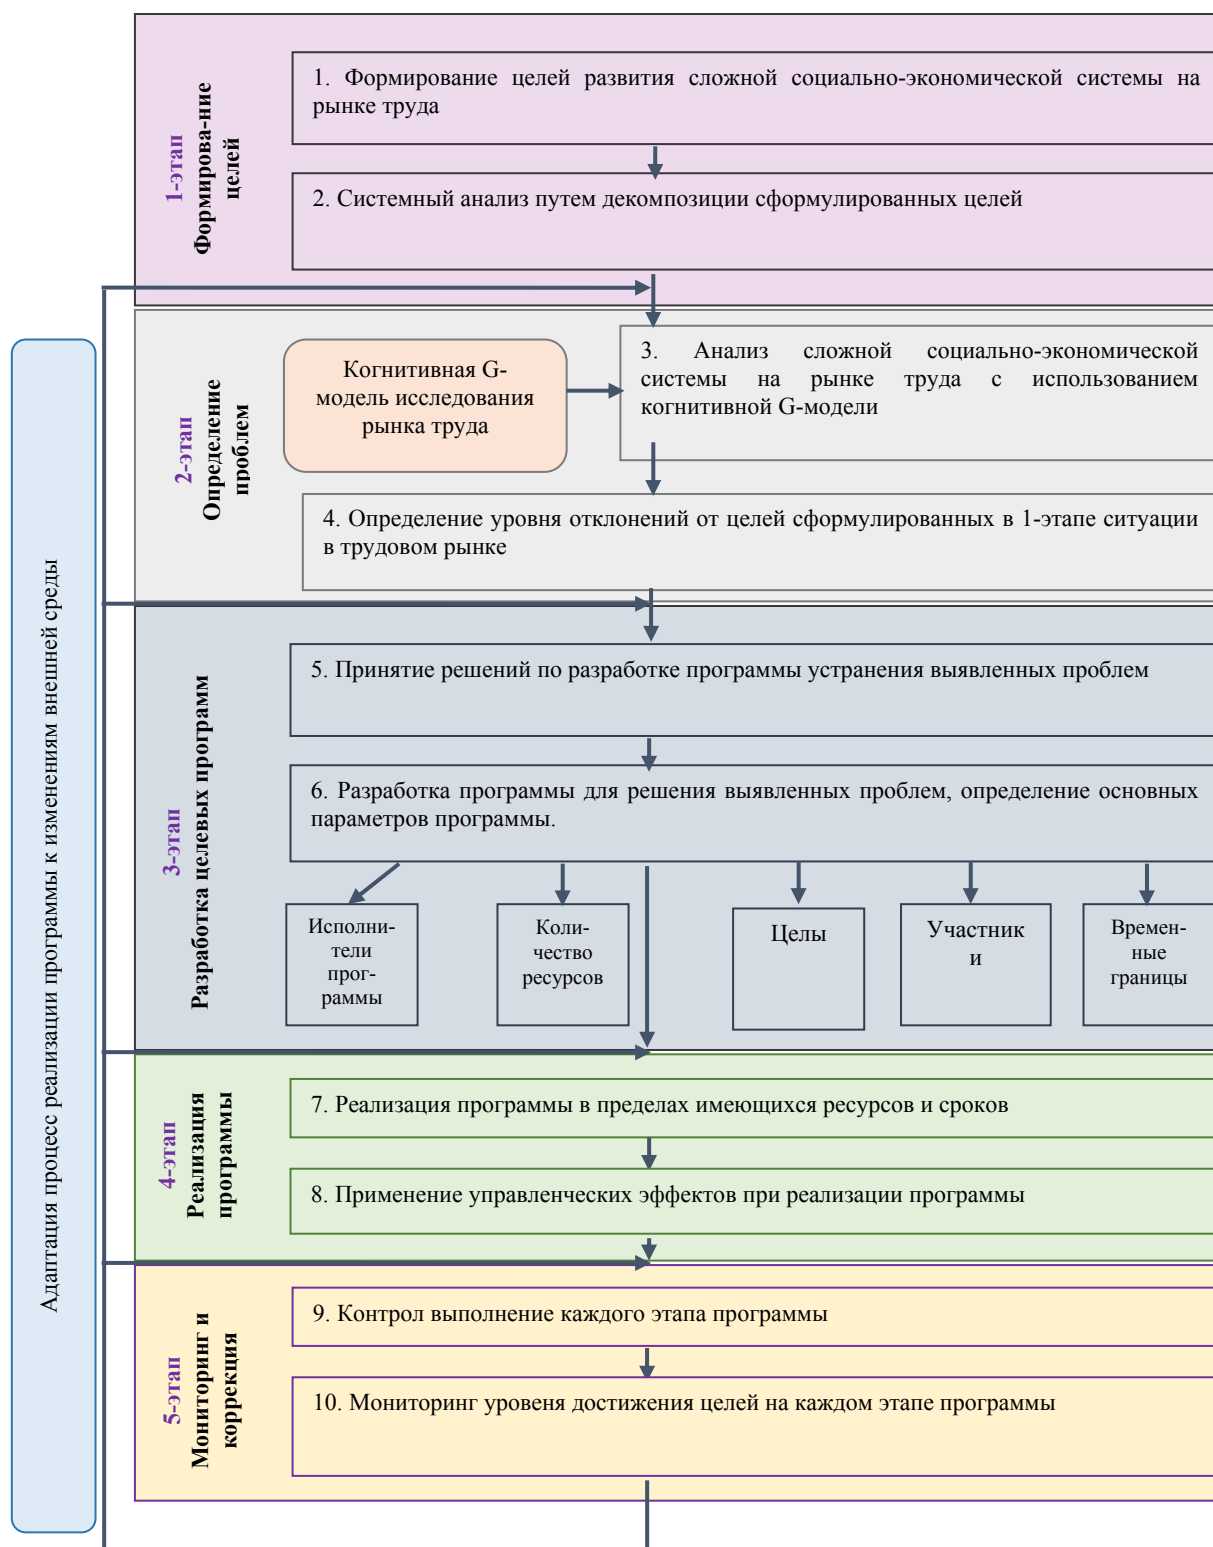 Адаптация процесс реализации программы к изменениям внешней среды
1-этап
Формирова-ние
целей
1. Формирование целей развития сложной социально-экономической системы на
рынке труда
2. Системный анализ путем декомпозиции сформулированных целей
2-этап
Определение
проблем
Когнитивная G-
модель исследования
рынка труда
3. Анализ сложной социально-экономической
системы на рынке труда с использованием
когнитивной G-модели
4. Определение уровня отклонений от целей сформулированных в 1-этапе ситуации
в трудовом рынке
3-этап
Разработка целевых программ
5. Принятие решений по разработке программы устранения выявленных проблем
6. Разработка программы для решения выявленных проблем, определение основных
параметров программы.
Исполни-
тели
прог-
раммы
Коли-
чество
ресурсов
Целы
Участник
и
Времен-
ные
границы
4-этап
Реализация
программы
7. Реализация программы в пределах имеющихся ресурсов и сроков
8. Применение управленческих эффектов при реализации программы
5-этап
Мониторинг и
коррекция
9. Контрол выполнение каждого этапа программы
10. Мониторинг уровеня достижения целей на каждом этапе программы